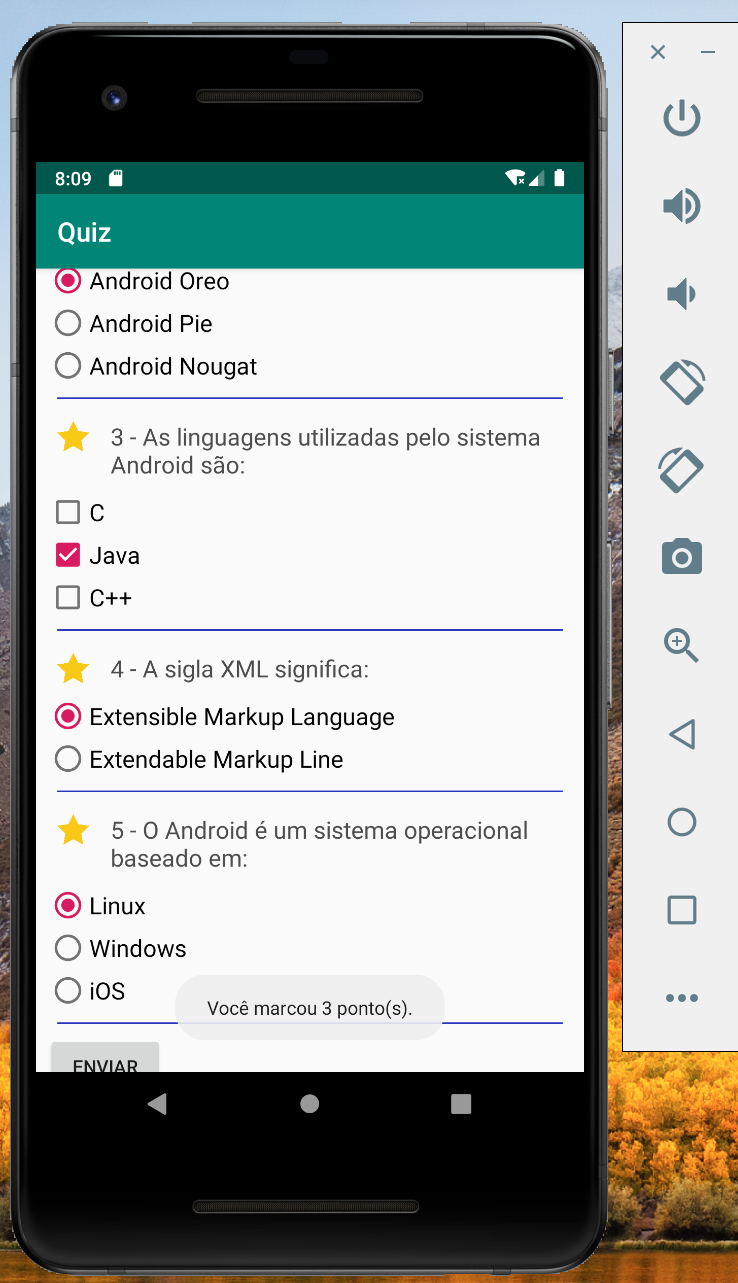 8:09
Quiz
Android Oreo
Android Pie
Android Nougat
3 - As linguagens utilizadas pelo sistema
Android são:
C
Java
C++
4 - A sigla XML significa:
Extensible Markup Language
Extendable Markup Line
5 - O Android é um sistema operacional
baseado em:
Linux
Windows
iOS
Você marcou 3 ponto(s).
ENVIAR